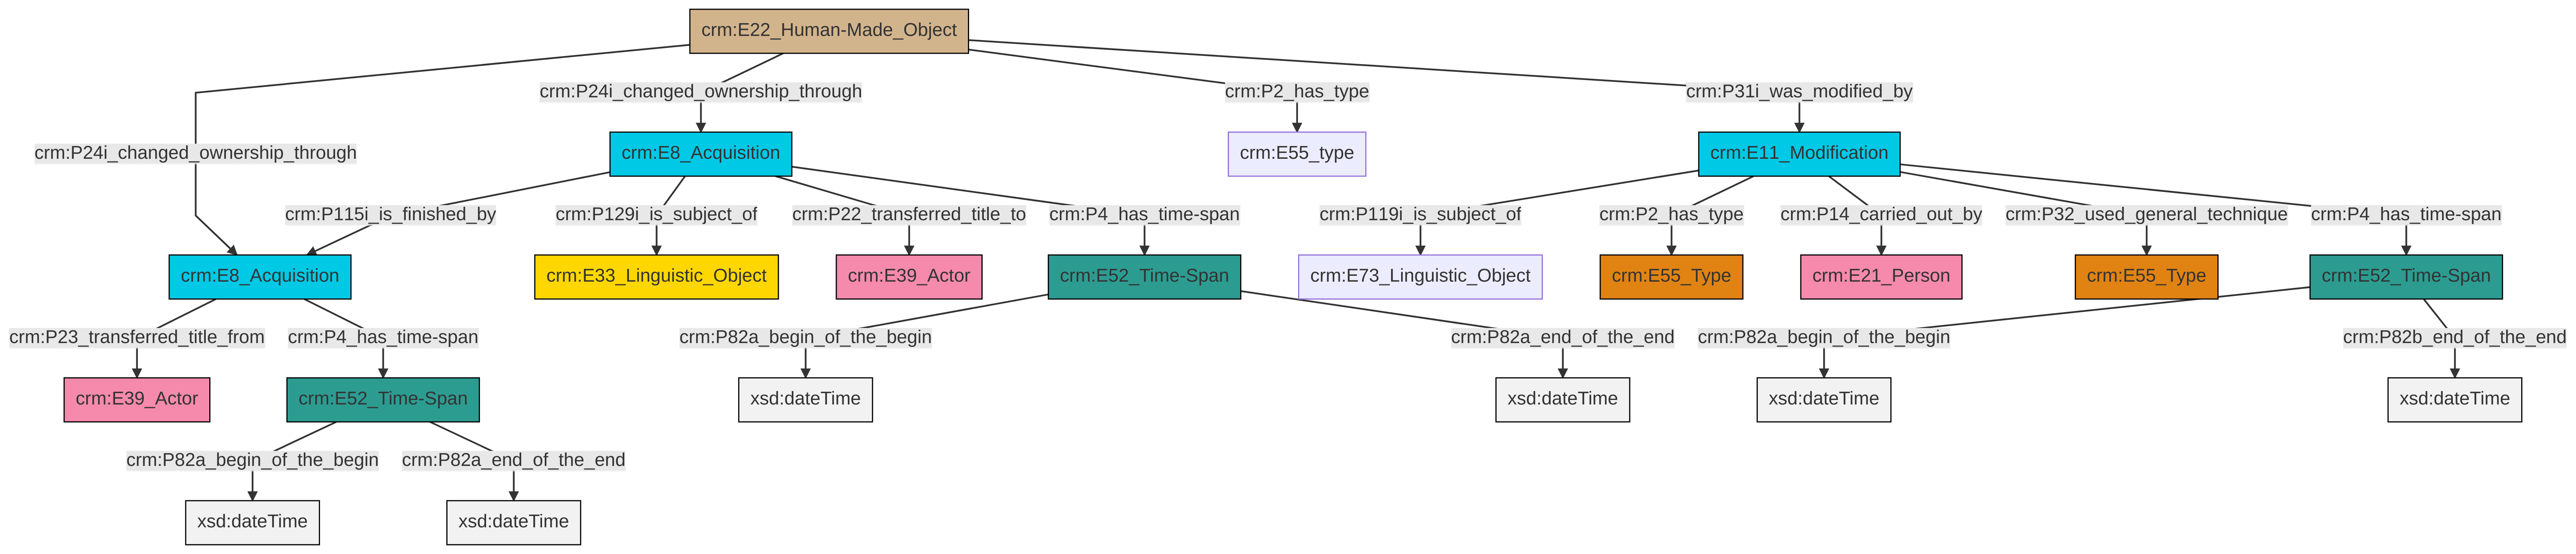 crm:E22_Human-Made_Object
crm:P24i_changed_ownership_through
crm:P2_has_type
crm:P31i_was_modified_by
crm:P24i_changed_ownership_through
crm:E8_Acquisition
crm:E55_type
crm:E11_Modification
crm:P115i_is_finished_by
crm:P129i_is_subject_of
crm:P22_transferred_title_to
crm:P4_has_time-span
crm:P119i_is_subject_of
crm:P2_has_type
crm:P14_carried_out_by
crm:P32_used_general_technique
crm:P4_has_time-span
crm:E8_Acquisition
crm:E33_Linguistic_Object
crm:E39_Actor
crm:E52_Time-Span
crm:E73_Linguistic_Object
crm:E55_Type
crm:E21_Person
crm:E55_Type
crm:E52_Time-Span
crm:P23_transferred_title_from
crm:P4_has_time-span
crm:P82a_begin_of_the_begin
crm:P82a_end_of_the_end
crm:P82a_begin_of_the_begin
crm:P82b_end_of_the_end
crm:E39_Actor
crm:E52_Time-Span
xsd:dateTime
xsd:dateTime
xsd:dateTime
xsd:dateTime
crm:P82a_begin_of_the_begin
crm:P82a_end_of_the_end
xsd:dateTime
xsd:dateTime